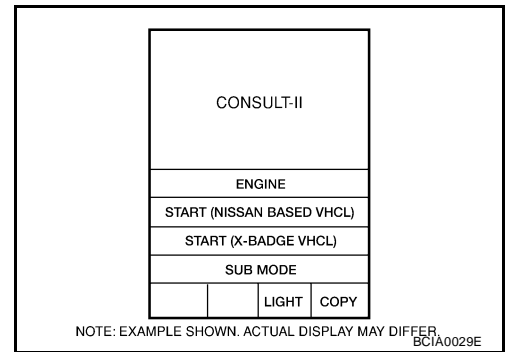 CONSULT-II
ENGINE
START (NISSAN BASED VHCL)
START (X-BADGE VHCL)
SUB MODE
LIGHT COPY
NOTE: EXAMPLE SHOWN. ACTUAL DISPLAY MAY DIFFER.
BCIA0029E